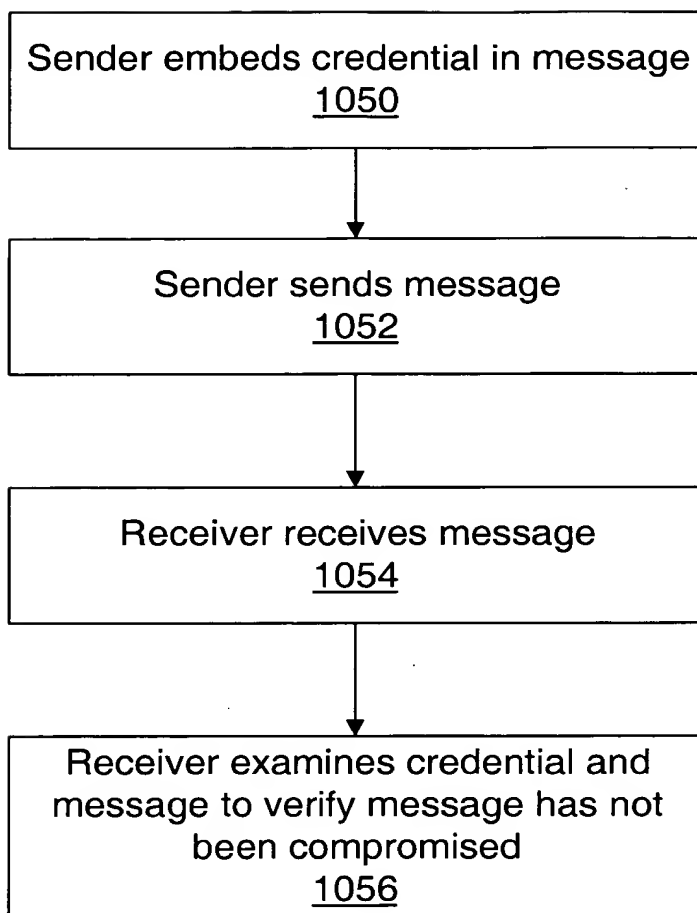 Sender embeds credential in message
1050
Sender sends message
1052
Receiver receives message
1054
Receiver examines credential and
message to verify message has not
been compromised
1056